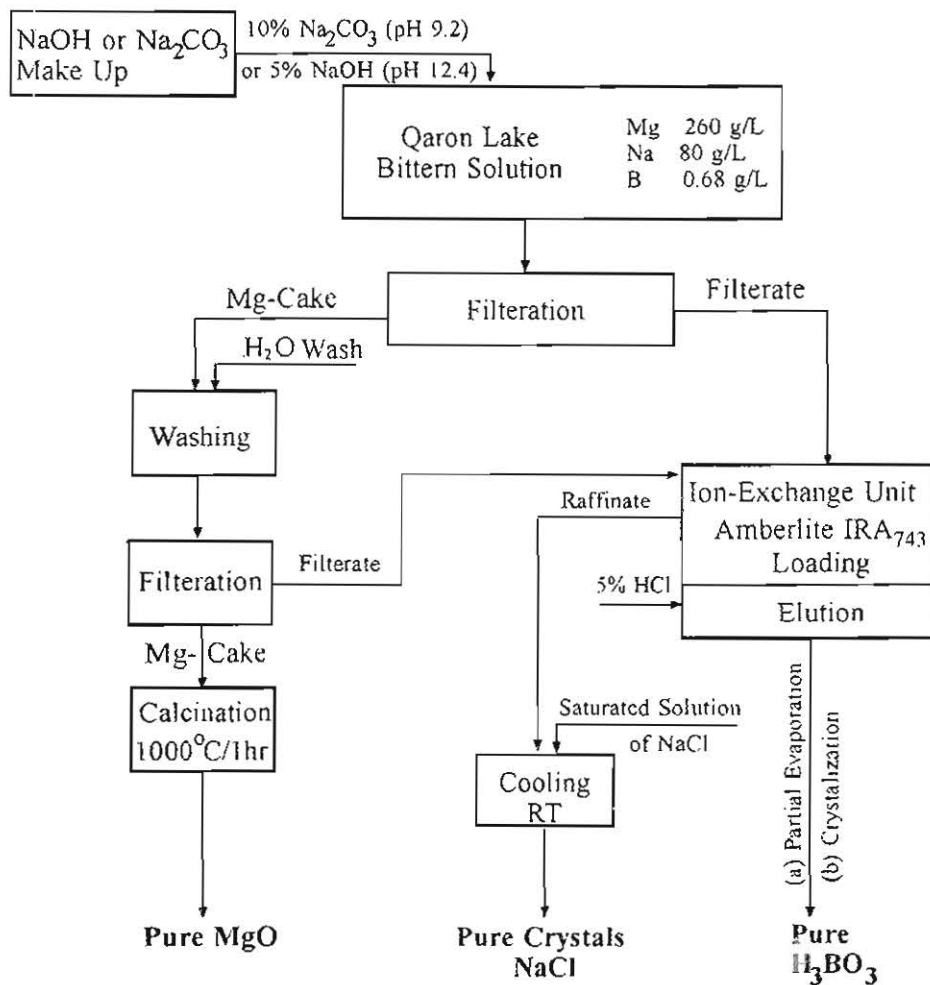 NaOH or Na₂CO₃
Make Up
10% Na₂CO₃ (pH 9.2)
or 5% NaOH (pH 12.4)
Qaron Lake
Bittern Solution
Mg 260 g/L
Na 80 g/L
B 0.68 g/L
Mg-Cake
Filteration
Filterate
H₂O Wash
Washing
Filteration
Filterate
Raffinate
Ion-Exchange Unit
Amberlite IRA₇₄₃
Loading
5% HCl
Elution
Mg- Cake
Calcination
1000°C/1hr
Saturated Solution
of NaCl
Cooling
RT
(a) Partial Evaporation
(b) Crystalization
Pure MgO
Pure Crystals
NaCl
Pure
H₃BO₃